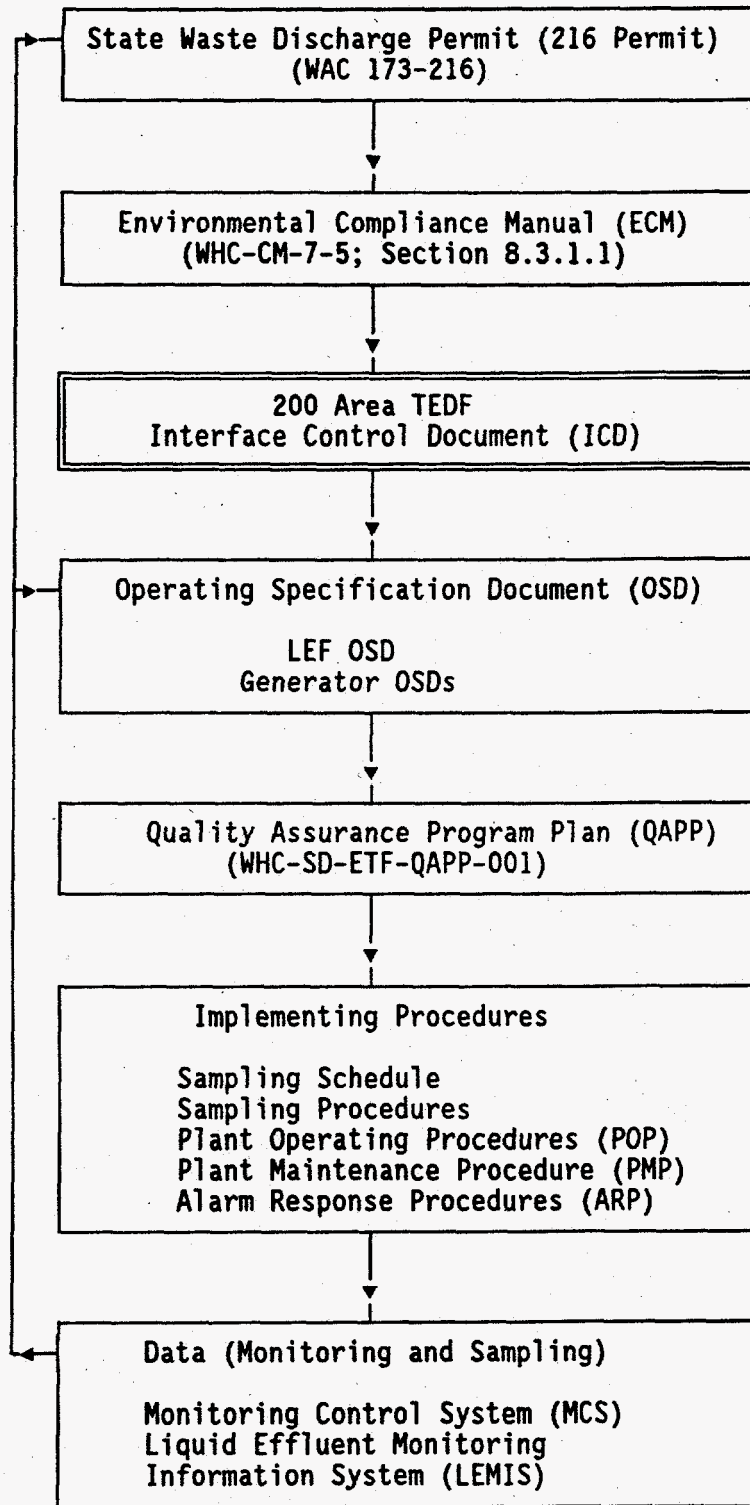 State Waste Discharge Permit (216 Permit)
(WAC 173-216)
Environmental Compliance Manual (ECM)
(WHC-CM-7-5; Section 8.3.1.1)
200 Area TEDF
Interface Control Document (ICD)
Operating Specification Document (OSD)
LEF OSD
Generator OSDs
Quality Assurance Program Plan (QAPP)
(WHC-SD-ETF-QAPP-001)
Implementing Procedures
Sampling Schedule
Sampling Procedures
Plant Operating Procedures (POP)
Plant Maintenance Procedure (PMP)
Alarm Response Procedures (ARP)
Data (Monitoring and Sampling)
Monitoring Control System (MCS)
Liquid Effluent Monitoring
Information System (LEMIS)